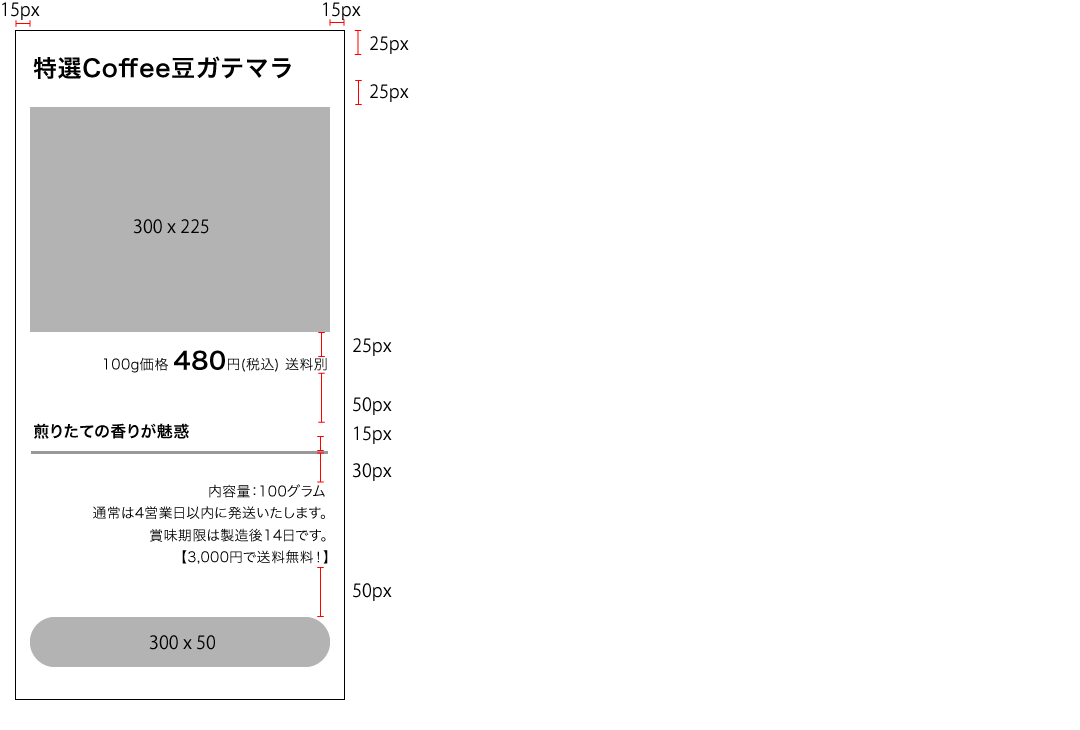 15px
15px
25px
特選Coffee豆ガテマラ
25px
300 x 225
25px
100g価格 480円(税込) 送料別
50px
煎りたての香りが魅惑
15px
30px
内容量：100グラム
通常は4営業日以内に発送いたします。
賞味期限は製造後14日です。
【3,000円で送料無料！】
50px
300 x 50